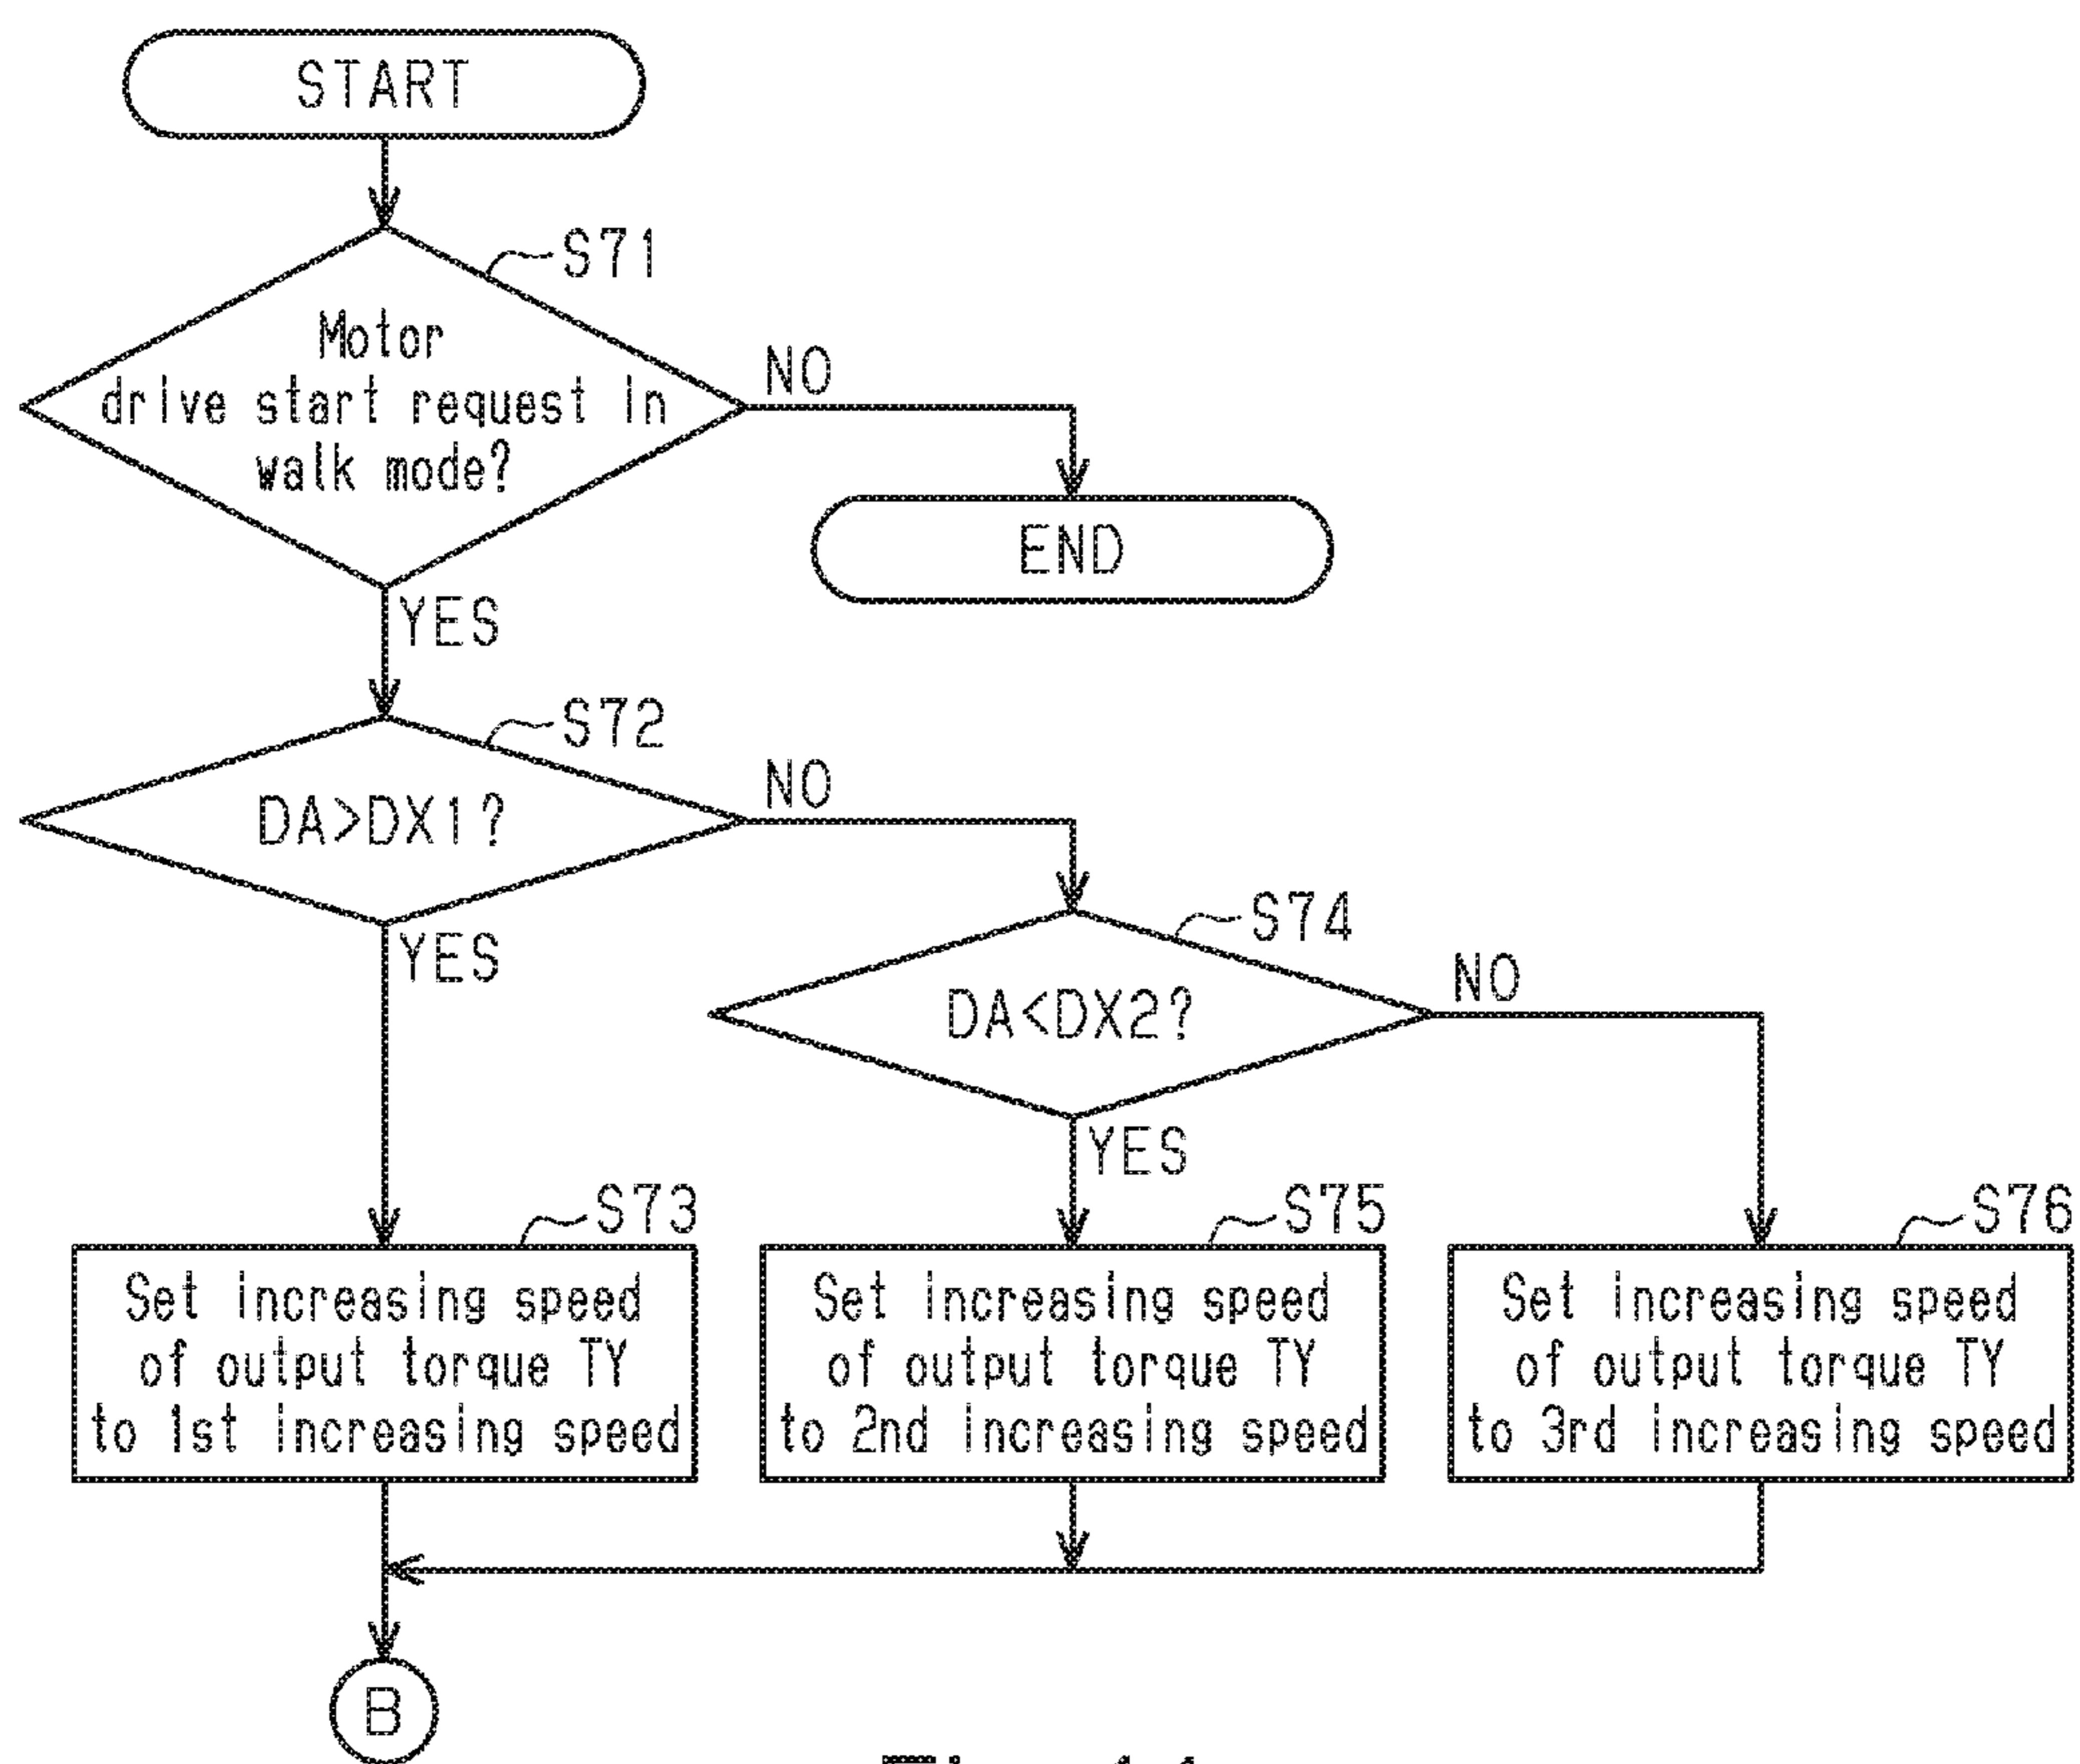 START
S71
Motor
drive start request in
walk mode?
NO
END
YES
S72
DA>DX1?
NO
YES
S74
DA<DX2?
NO
YES
S73
Set increasing speed
of output torque TY
to 1st increasing speed
S75
Set increasing speed
of output torque TY
to 2nd increasing speed
S76
Set increasing speed
of output torque TY
to 3rd increasing speed
B